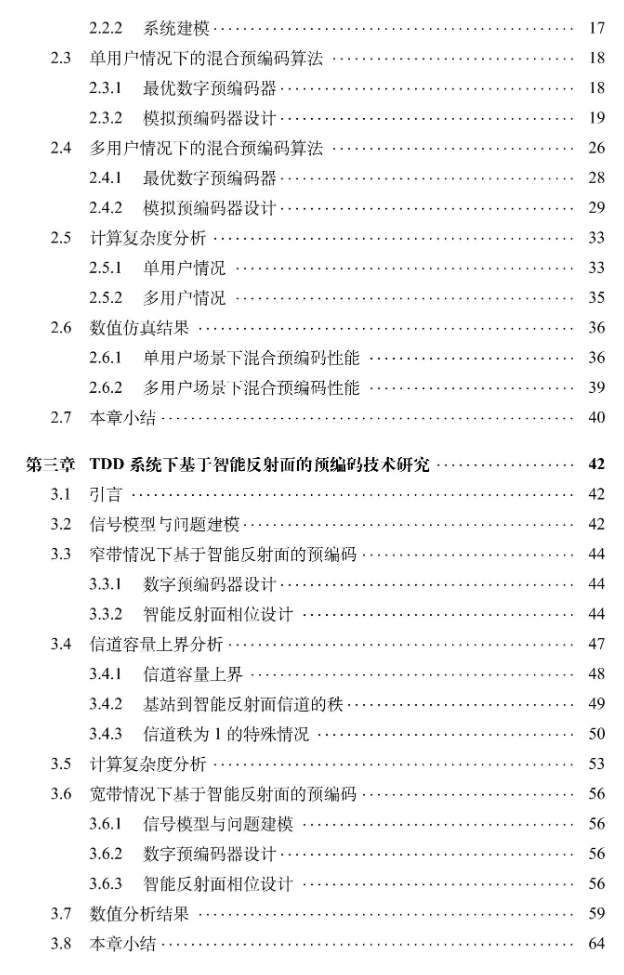 2.2.2 系统建模 17
2.3 单用户情况下的混合预编码算法 18
2.3.1 最优数字预编码器 18
2.3.2 模拟预编码器设计 19
2.4 多用户情况下的混合预编码算法 26
2.4.1 最优数字预编码器 28
2.4.2 模拟预编码器设计 29
2.5 计算复杂度分析 33
2.5.1 单用户情况 33
2.5.2 多用户情况 35
2.6 数值仿真结果 36
2.6.1 单用户场景下混合预编码性能 36
2.6.2 多用户场景下混合预编码性能 39
2.7 本章小结 40
第三章 TDD 系统下基于智能反射面的预编码技术研究 42
3.1 引言 42
3.2 信号模型与问题建模 42
3.3 窄带情况下基于智能反射面的预编码 44
3.3.1 数字预编码器设计 44
3.3.2 智能反射面相位设计 44
3.4 信道容量上界分析 47
3.4.1 信道容量上界 48
3.4.2 基站到智能反射面信道的秩 49
3.4.3 信道秩为 1 的特殊情况 50
3.5 计算复杂度分析 53
3.6 宽带情况下基于智能反射面的预编码 56
3.6.1 信号模型与问题建模 56
3.6.2 数字预编码器设计 56
3.6.3 智能反射面相位设计 56
3.7 数值分析结果 59
3.8 本章小结 64